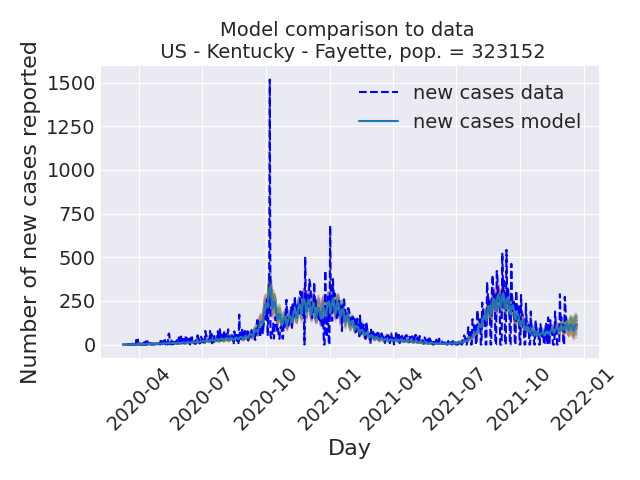 Model comparison to data
US - Kentucky - Fayette, pop. = 323152
Number of new cases reported
1500
1250
1000
750
500
250
0
new cases data
new cases model
2020-04
2020-07
2020-10
2021-01
2021-04
2021-07
2021-10
2022-01
Day